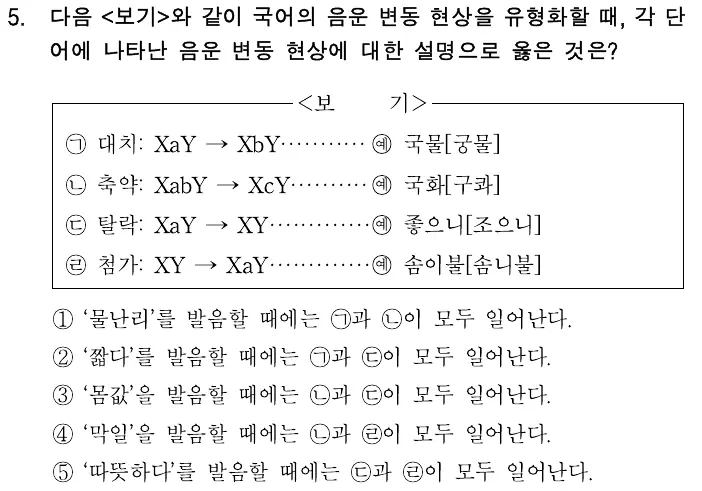 5. 다음 <보기>와 같이 국어의 음운 변동 현상을 유형화할 때, 각 단
어에 나타난 음운 변동 현상에 대한 설명으로 옳은 것은?
<보 기>
㉠ 대치: XaY → XbY ··········· ㉖ 국물[궁물]
㉡ 축약: XabY → XcY ·········· ㉖ 국화[구콰]
㉢ 탈락: XaY → XY ············· ㉖ 좋으니[조으니]
㉣ 첨가: XY → XaY ············· ㉖ 솜이불[솜니불]
① ‘물난리’를 발음할 때에는 ㉠과 ㉡이 모두 일어난다.
② ‘짧다’를 발음할 때에는 ㉠과 ㉢이 모두 일어난다.
③ ‘몸값’을 발음할 때에는 ㉡과 ㉢이 모두 일어난다.
④ ‘막일’을 발음할 때에는 ㉡과 ㉣이 모두 일어난다.
⑤ ‘따뜻하다’를 발음할 때에는 ㉢과 ㉣이 모두 일어난다.